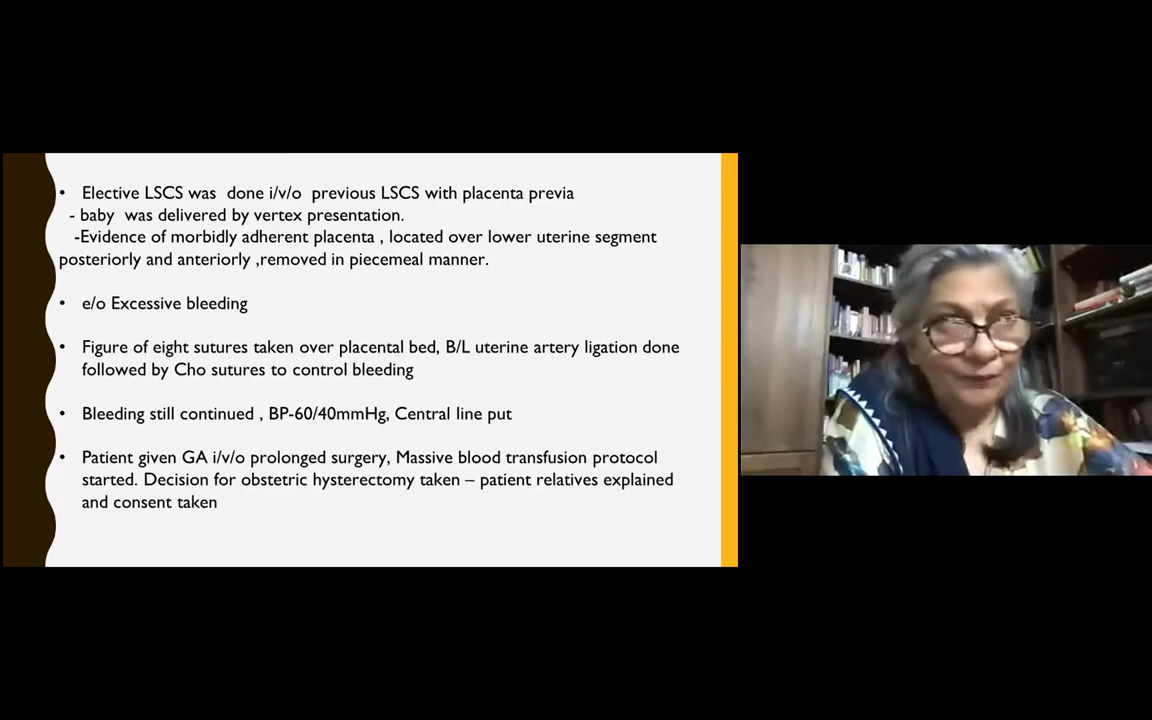 • Elective LSCS was done i/v/o previous LSCS with placenta previa
- baby was delivered by vertex presentation.
-Evidence of morbidly adherent placenta , located over lower uterine segment
posteriorly and anteriorly ,removed in piecemeal manner.
• e/o Excessive bleeding
• Figure of eight sutures taken over placental bed, B/L uterine artery ligation done
followed by Cho sutures to control bleeding
• Bleeding still continued , BP-60/40mmHg, Central line put
• Patient given GA i/v/o prolonged surgery, Massive blood transfusion protocol
started. Decision for obstetric hysterectomy taken – patient relatives explained
and consent taken